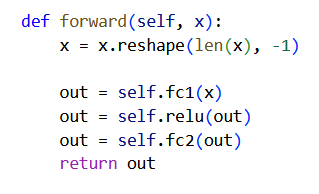 def forward(self, x):
    x = x.reshape(len(x), -1)

    out = self.fc1(x)
    out = self.relu(out)
    out = self.fc2(out)
    return out